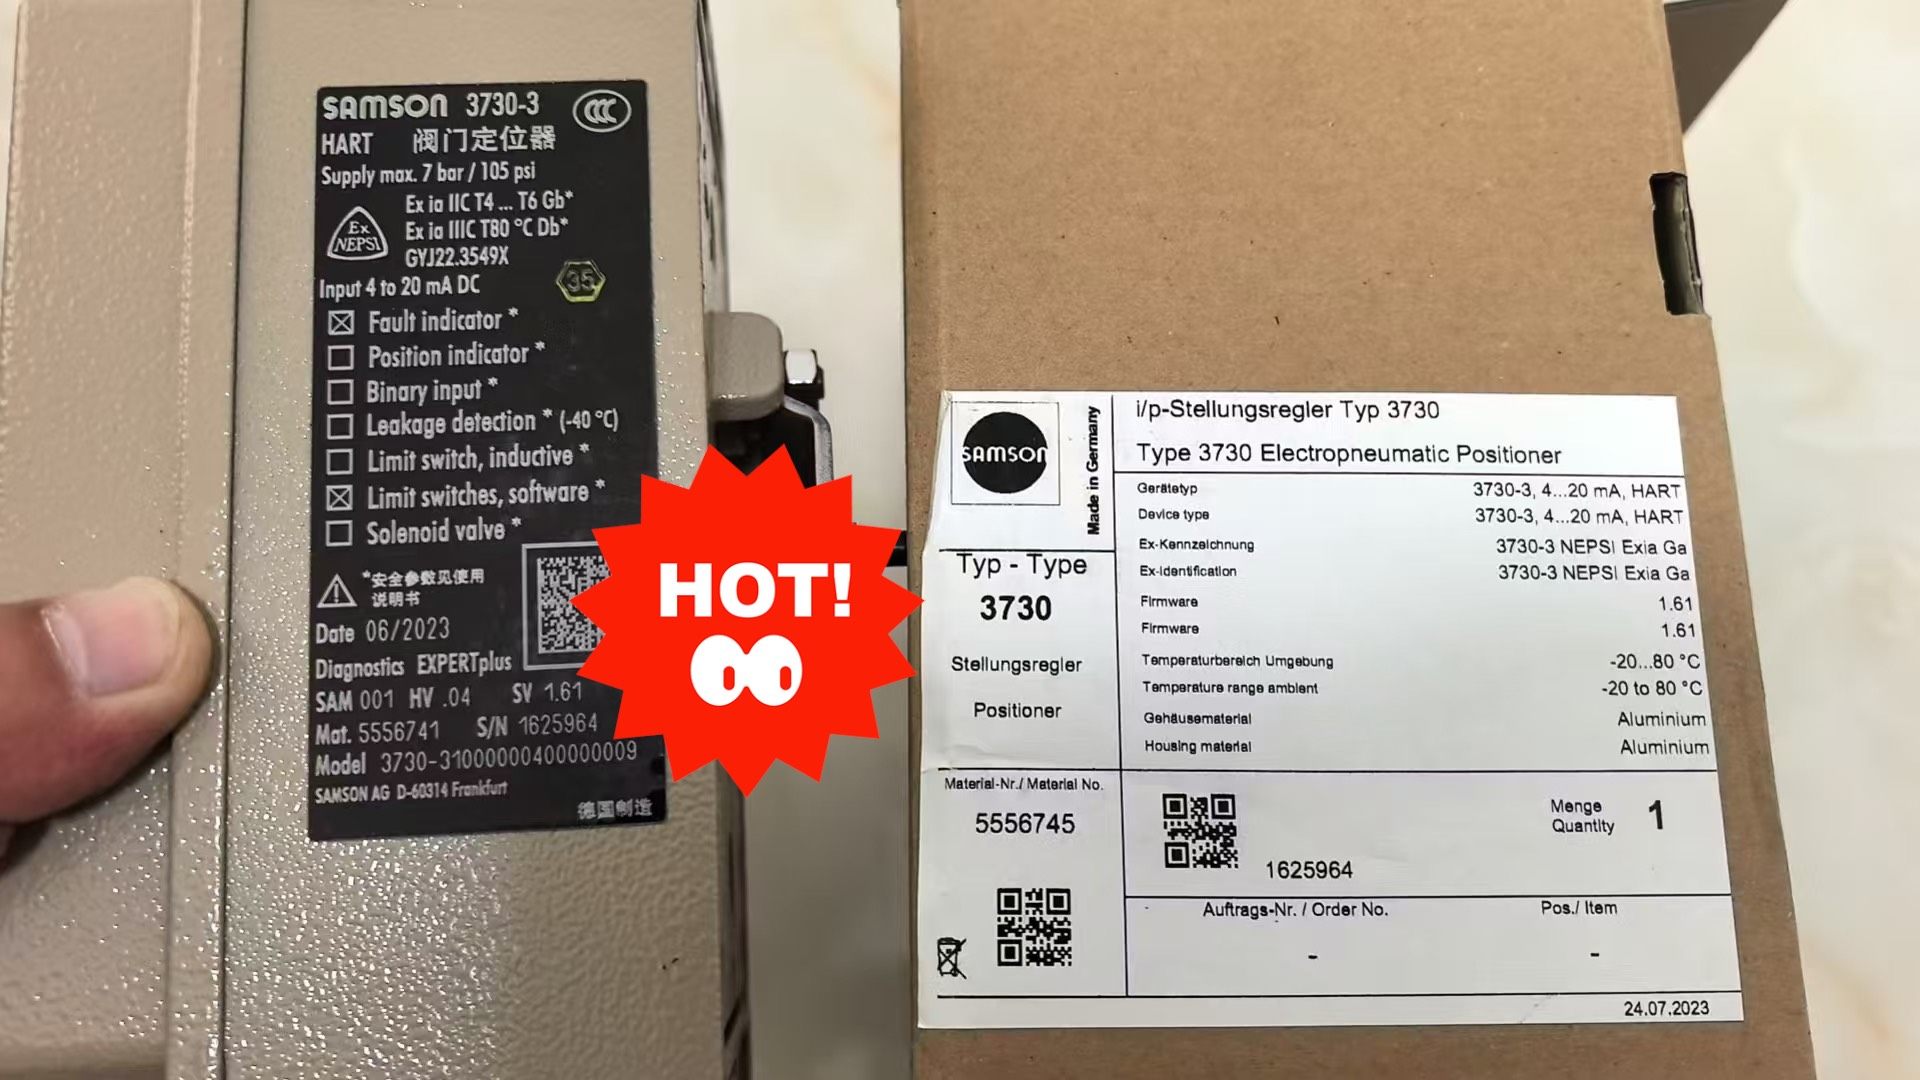 SAMSON 3730-3
CCC
HART 阀门定位器
Supply max. 7 bar / 105 psi
Ex NEPSI
Ex ia IIC T4 ... T6 Gb*
Ex ia IIIC T80 °C Db*
GYJ22.3549X
Input 4 to 20 mA DC
35
Fault indicator *
Position indicator *
Binary input *
Leakage detection * (-40 °C)
Limit switch, inductive *
Limit switches, software *
Solenoid valve *
*安全参数见使用
说明书
Date 06/2023
Diagnostics EXPERTplus
SAM 001 HV .04 SV 1.61
Mat. 5556741 S/N 1625964
Model 3730-31000000400000009
SAMSON AG D-60314 Frankfurt
德国制造
HOT!
SAMSON
Made in Germany
i/p-Stellungsregler Typ 3730
Type 3730 Electropneumatic Positioner
Typ - Type
3730
Stellungsregler
Positioner
Gerätetyp 3730-3, 4...20 mA, HART
Device type 3730-3, 4...20 mA, HART
Ex-Kennzeichnung 3730-3 NEPSI Exia Ga
Ex-Identification 3730-3 NEPSI Exia Ga
Firmware 1.61
Firmware 1.61
Temperaturbereich Umgebung -20...80 °C
Temperature range ambient -20 to 80 °C
Gehäusematerial Aluminium
Housing material Aluminium
Material-Nr./ Material No.
5556745
1625964
Menge
Quantity 1
Auftrags-Nr. / Order No. Pos./ Item
- -
24.07.2023